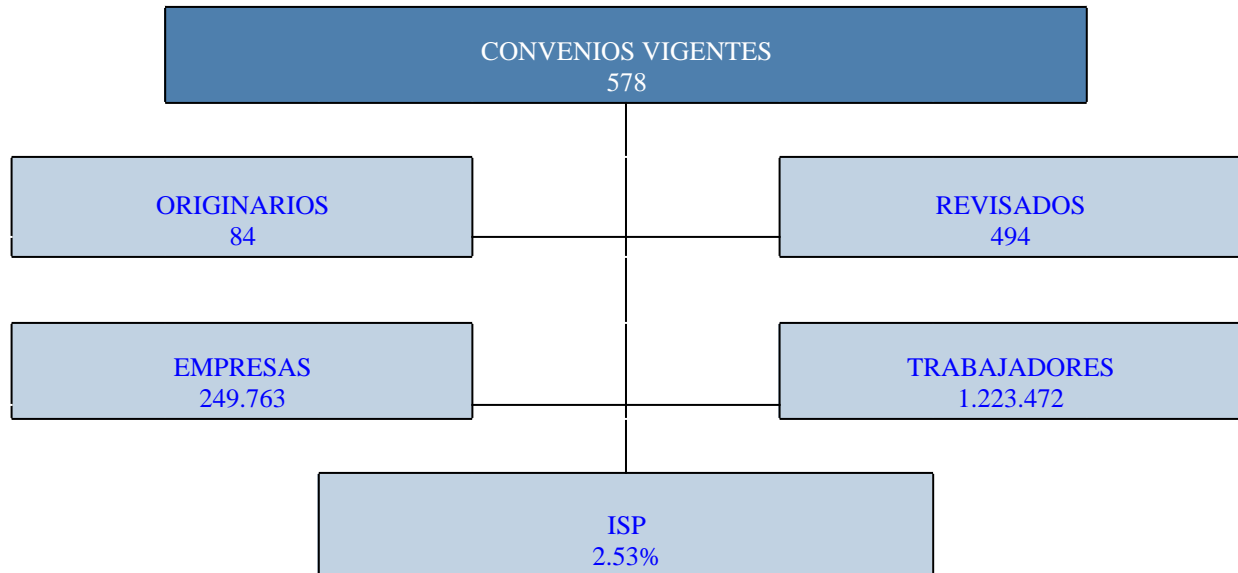 CONVENIOS VIGENTES
578
ORIGINARIOS
84
REVISADOS
494
EMPRESAS
249.763
TRABAJADORES
1.223.472
ISP
2.53%